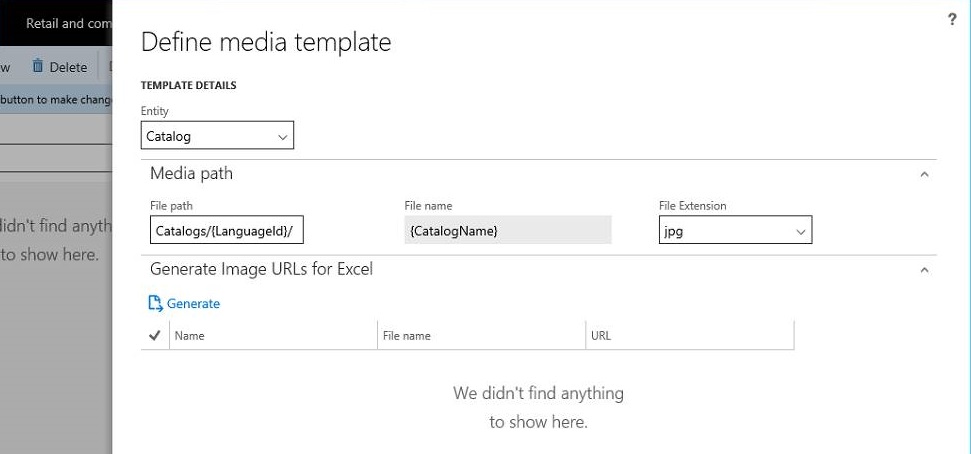 Retail and com
?
Define media template
w Delete
TEMPLATE DETAILS
button to make chang
Entity
Catalog
Media path
File path File name File Extension
Catalogs/{LanguageId}/ {CatalogName} jpg
didn't find anyth
to show here.
Generate Image URLs for Excel
Generate
Name File name URL
We didn't find anything
to show here.